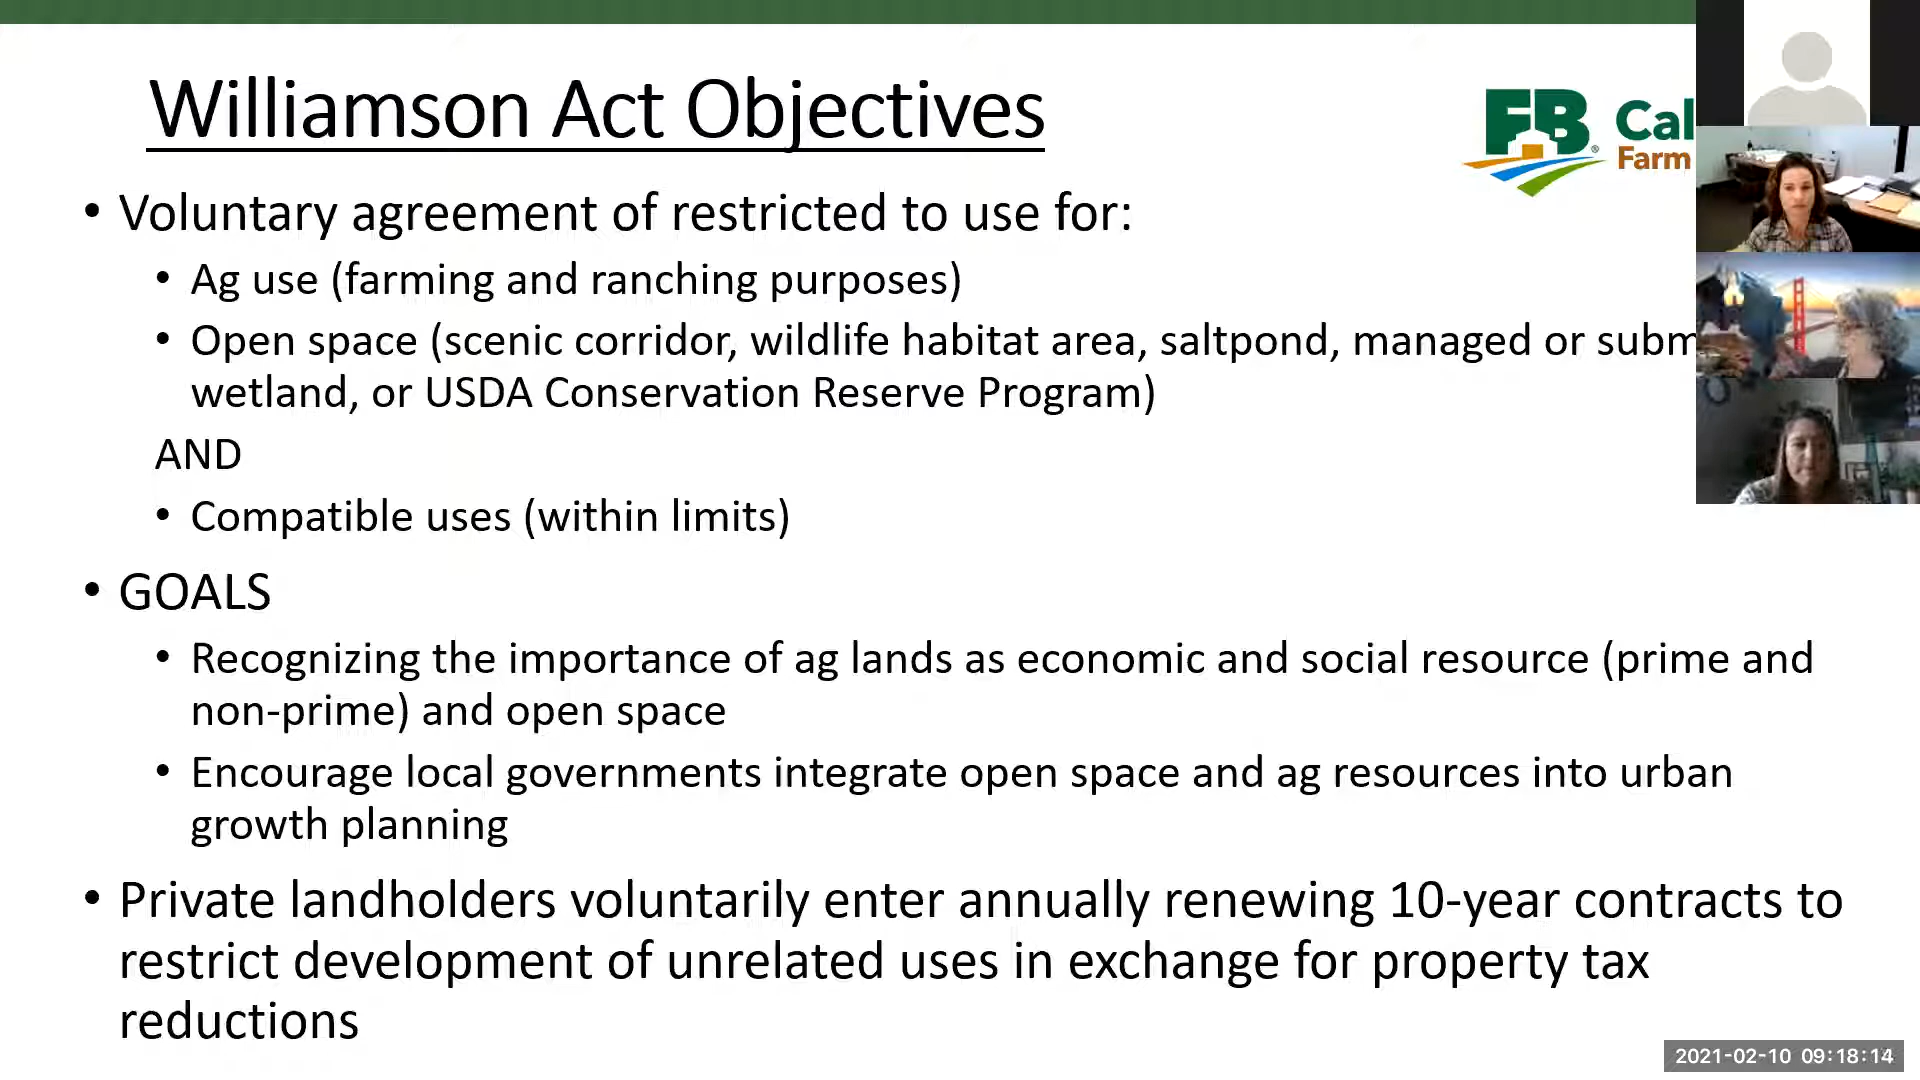 Williamson Act Objectives
FB® Cal
Farm
• Voluntary agreement of restricted to use for:
• Ag use (farming and ranching purposes)
• Open space (scenic corridor, wildlife habitat area, saltpond, managed or subm
wetland, or USDA Conservation Reserve Program)
AND
• Compatible uses (within limits)
• GOALS
• Recognizing the importance of ag lands as economic and social resource (prime and
non-prime) and open space
• Encourage local governments integrate open space and ag resources into urban
growth planning
• Private landholders voluntarily enter annually renewing 10-year contracts to
restrict development of unrelated uses in exchange for property tax
reductions
2021-02-10 09:18:14